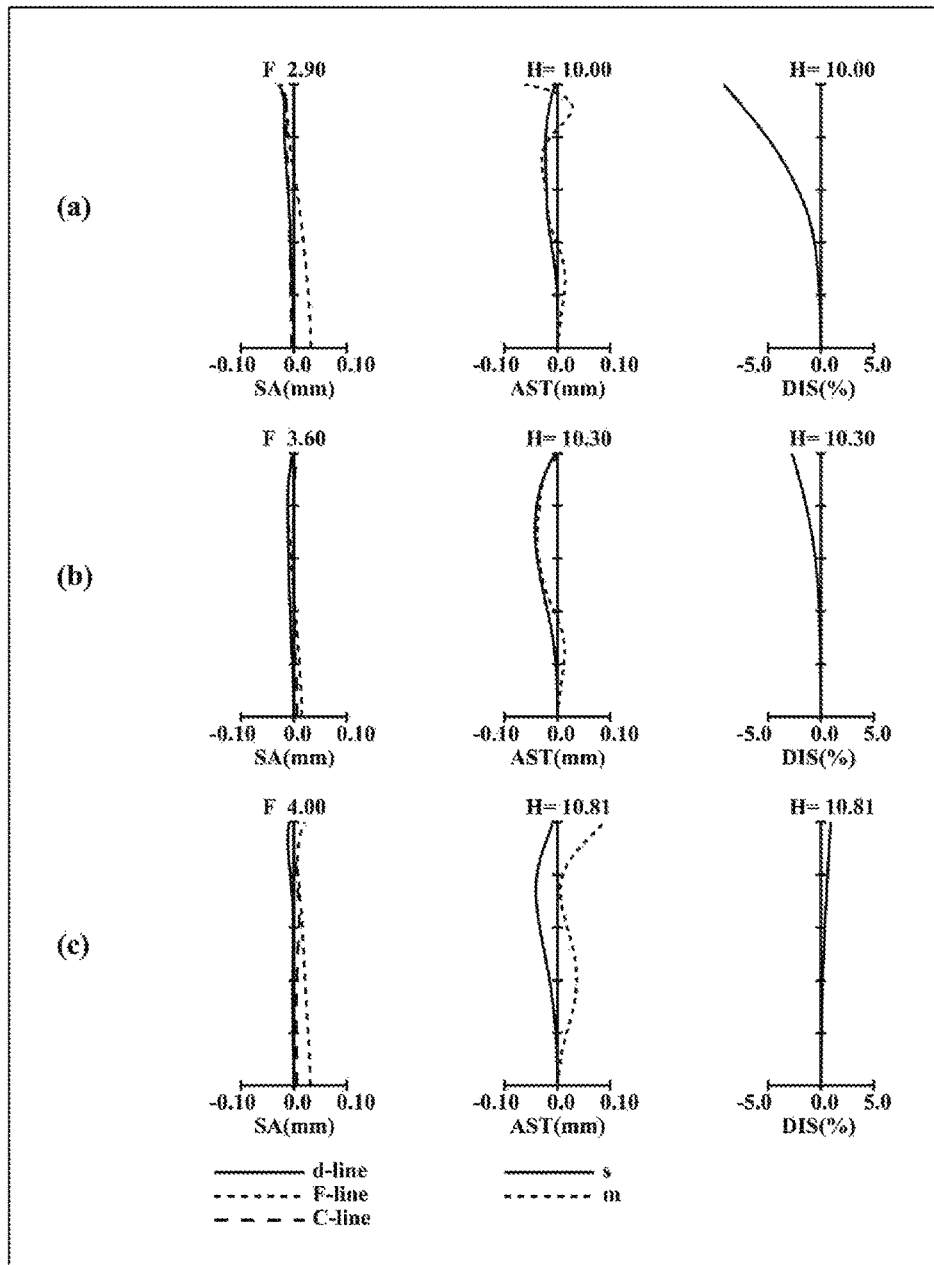 F 2.90 H= 10.00 H= 10.00
(a)
-0.10 0.0 0.10 -0.10 0.0 0.10 -5.0 0.0 5.0
SA(mm) AST(mm) DIS(%)
F 3.60 H= 10.30 H= 10.30
(b)
-0.10 0.0 0.10 -0.10 0.0 0.10 -5.0 0.0 5.0
SA(mm) AST(mm) DIS(%)
F 4.00 H= 10.81 H= 10.81
(c)
-0.10 0.0 0.10 -0.10 0.0 0.10 -5.0 0.0 5.0
SA(mm) AST(mm) DIS(%)
d-line s
F-line m
C-line